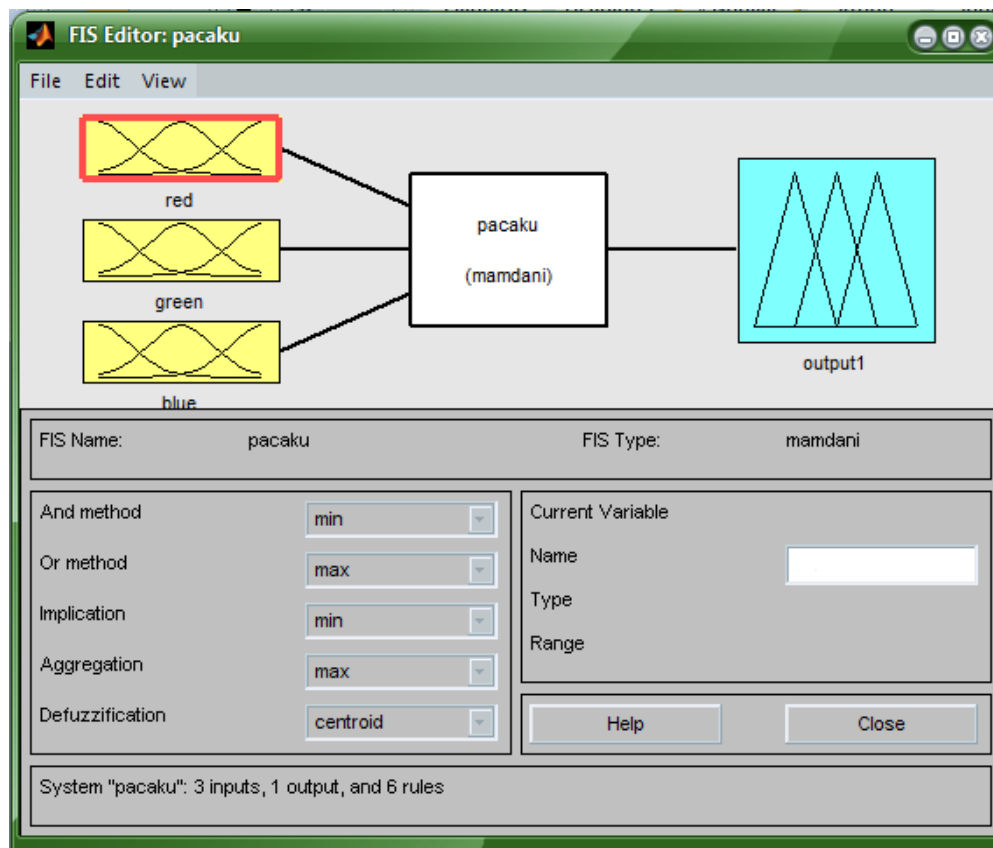 FIS Editor: pacaku
File Edit View
red
green
blue
pacaku
(mamdani)
output1
FIS Name: pacaku FIS Type: mamdani
And method min
Or method max
Implication min
Aggregation max
Defuzzification centroid
Current Variable
Name
Type
Range
Help Close
System "pacaku": 3 inputs, 1 output, and 6 rules